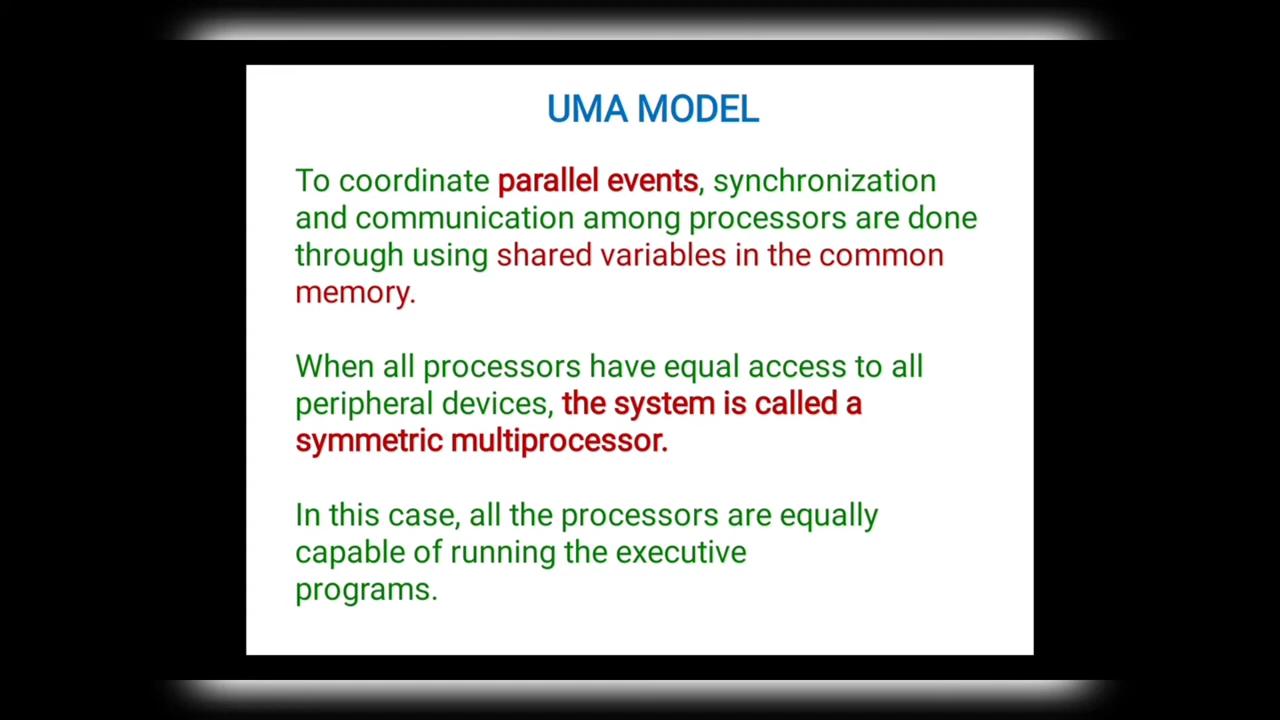 UMA MODEL
To coordinate parallel events, synchronization
and communication among processors are done
through using shared variables in the common
memory.
When all processors have equal access to all
peripheral devices, the system is called a
symmetric multiprocessor.
In this case, all the processors are equally
capable of running the executive
programs.